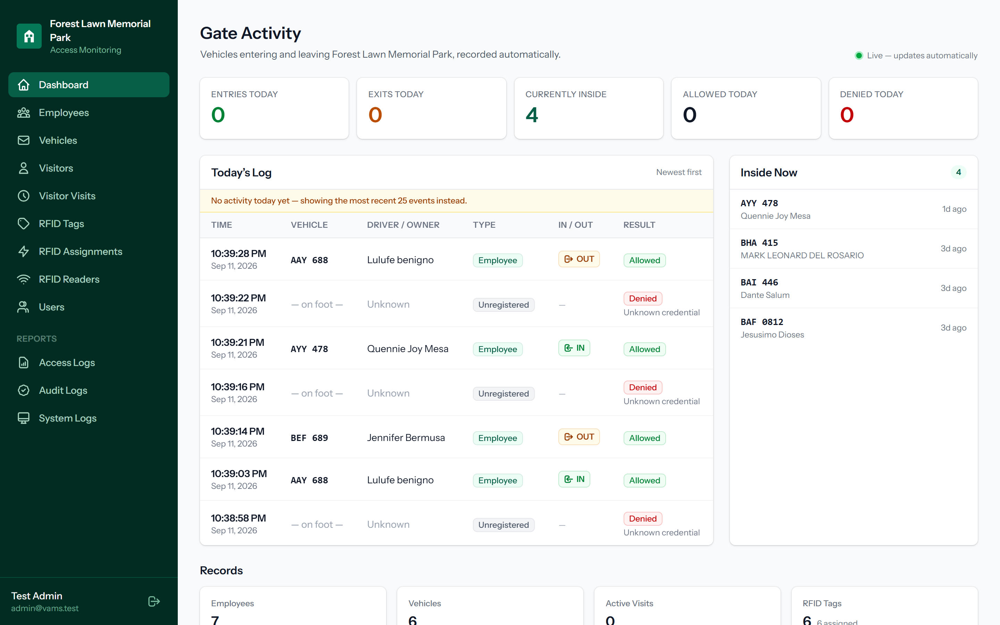 Forest Lawn Memorial
Park
Access Monitoring
Dashboard
Employees
Vehicles
Visitors
Visitor Visits
RFID Tags
RFID Assignments
RFID Readers
Users
REPORTS
Access Logs
Audit Logs
System Logs
Test Admin
admin@vams.test
Gate Activity
Vehicles entering and leaving Forest Lawn Memorial Park, recorded automatically.
Live — updates automatically
ENTRIES TODAY
0
EXITS TODAY
0
CURRENTLY INSIDE
4
ALLOWED TODAY
0
DENIED TODAY
0
Today’s Log
Newest first
No activity today yet — showing the most recent 25 events instead.
TIME VEHICLE DRIVER / OWNER TYPE IN / OUT RESULT
10:39:28 PM AAY 688 Lulufe benigno Employee OUT Allowed
Sep 11, 2026
10:39:22 PM — on foot — Unknown Unregistered — Denied
Sep 11, 2026 Unknown credential
10:39:21 PM AYY 478 Quennie Joy Mesa Employee IN Allowed
Sep 11, 2026
10:39:16 PM — on foot — Unknown Unregistered — Denied
Sep 11, 2026 Unknown credential
10:39:14 PM BEF 689 Jennifer Bermusa Employee OUT Allowed
Sep 11, 2026
10:39:03 PM AAY 688 Lulufe benigno Employee IN Allowed
Sep 11, 2026
10:38:58 PM — on foot — Unknown Unregistered — Denied
Sep 11, 2026 Unknown credential
Inside Now
4
AYY 478
Quennie Joy Mesa
1d ago
BHA 415
MARK LEONARD DEL ROSARIO
3d ago
BAI 446
Dante Salum
3d ago
BAF 0812
Jesusimo Dioses
3d ago
Records
Employees
7
Vehicles
6
Active Visits
0
RFID Tags
6 6 assigned